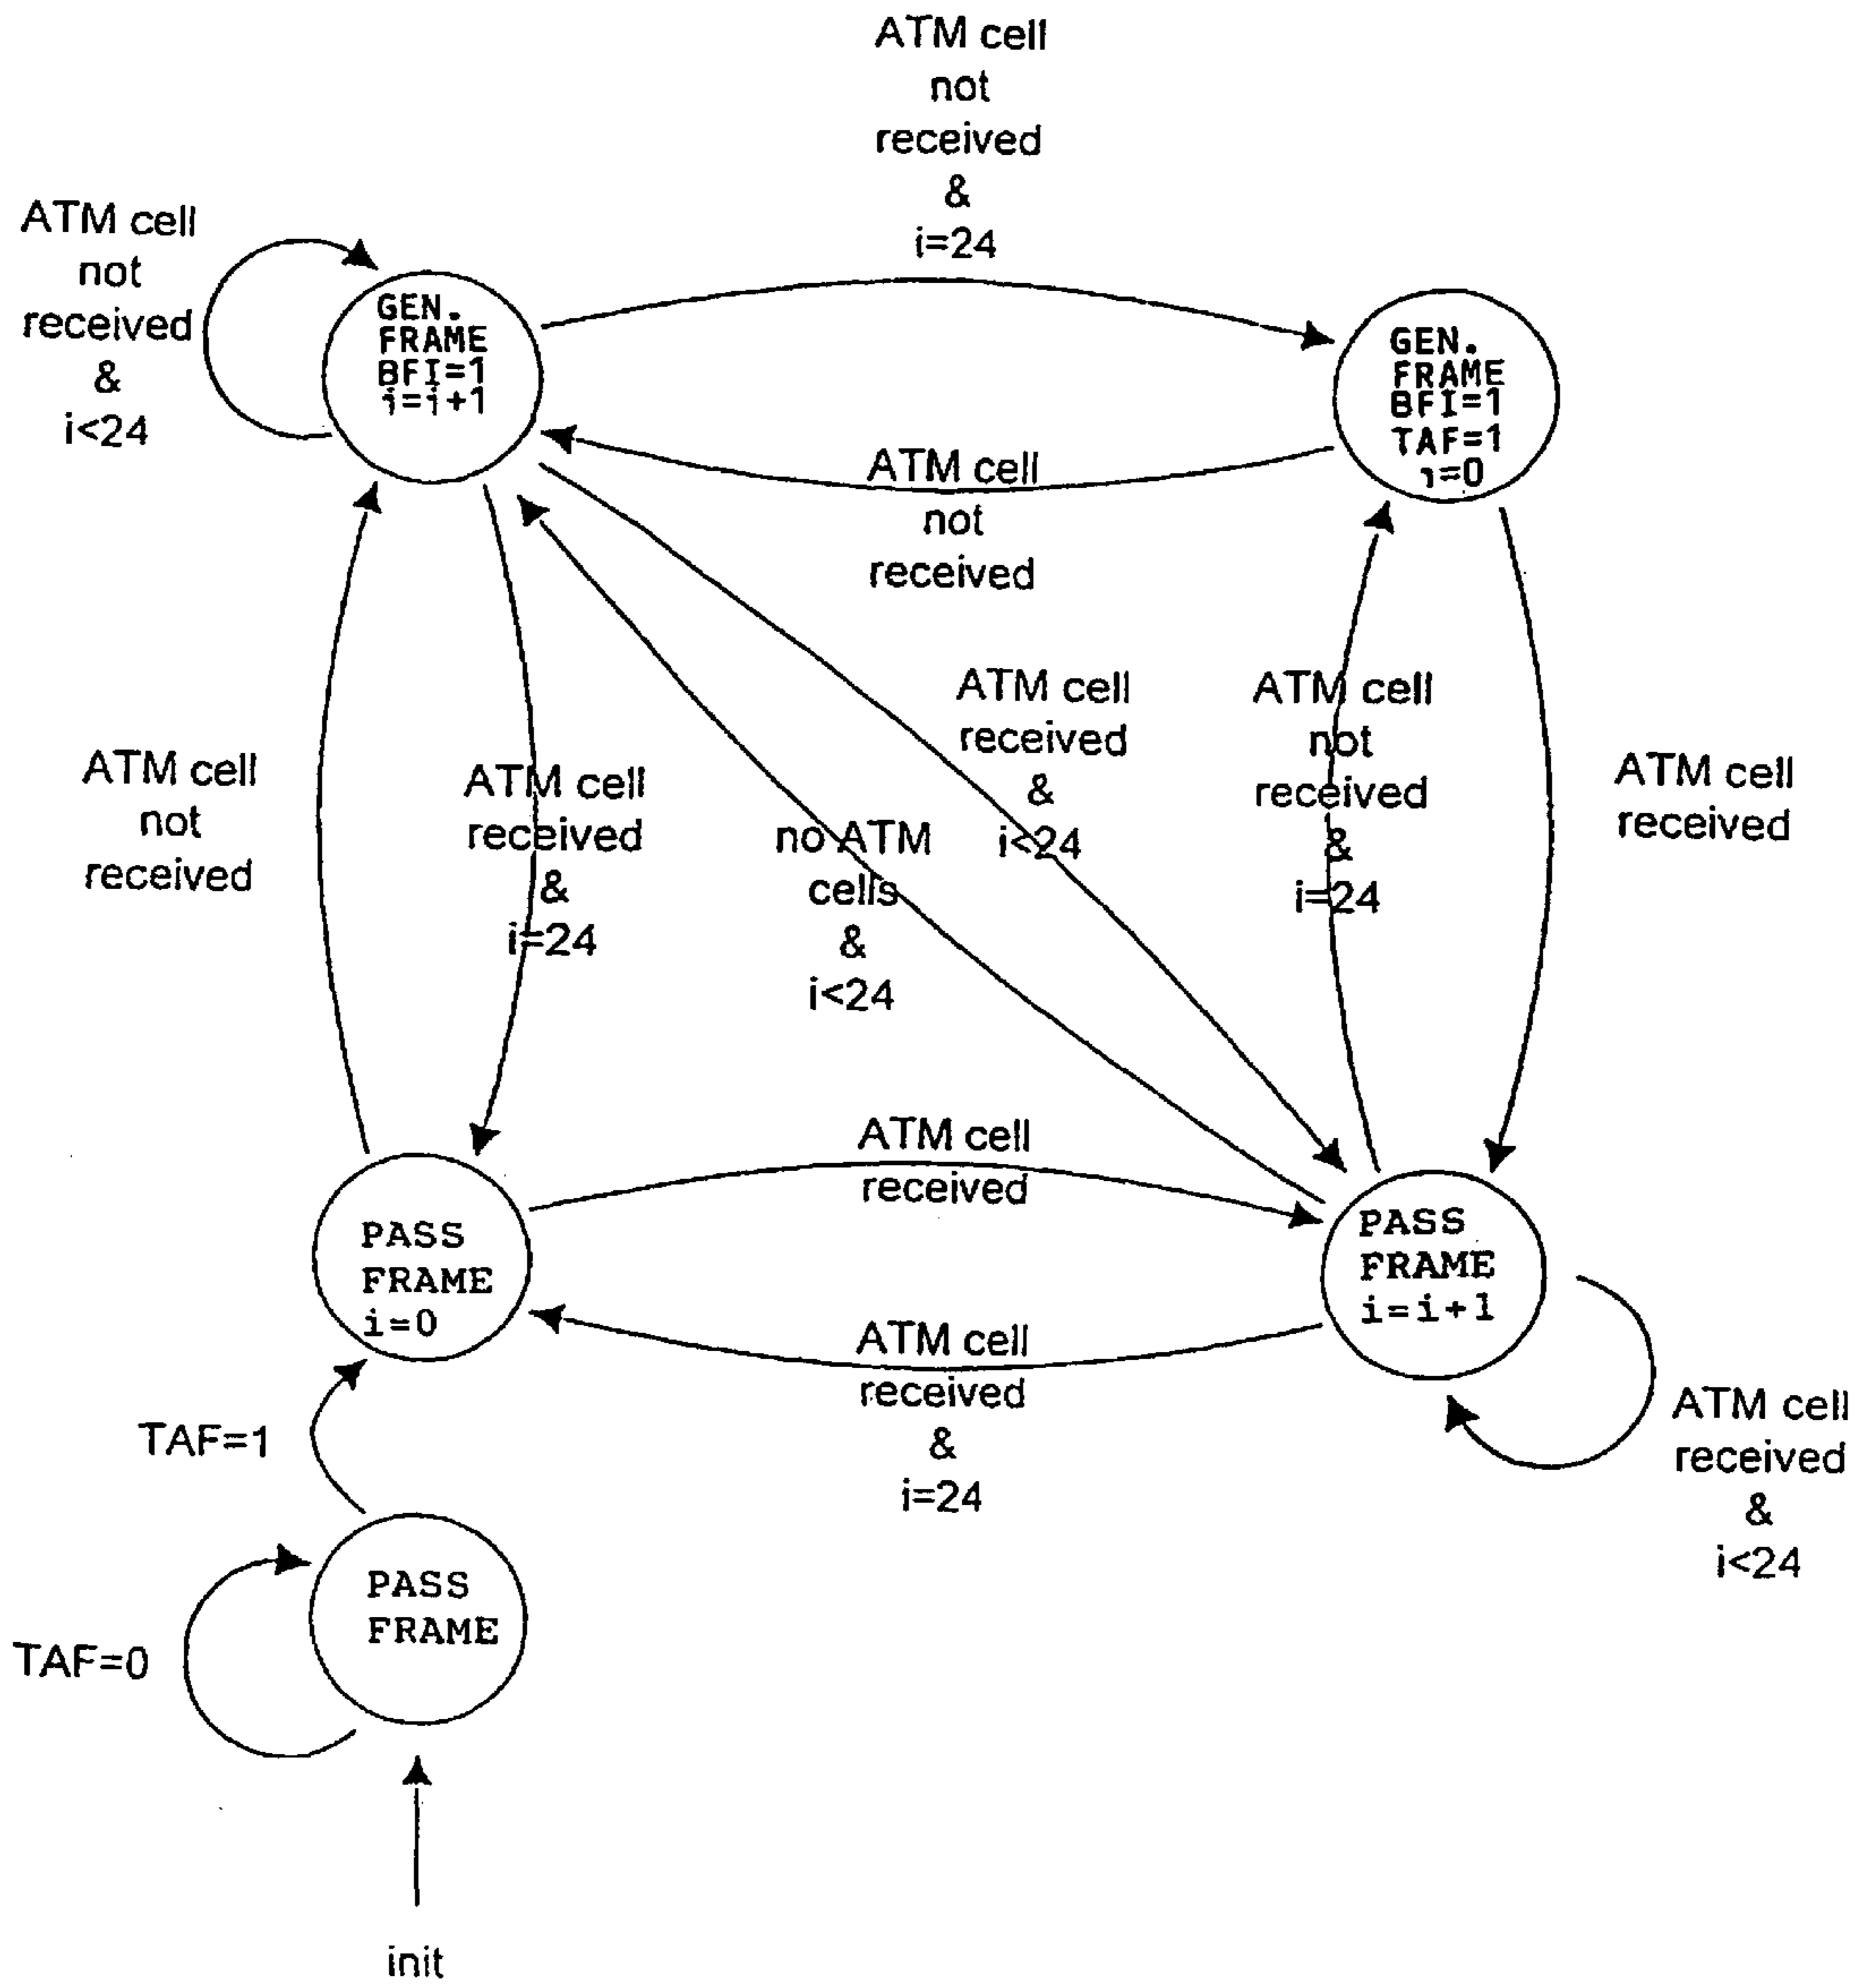 ATM cell
not
received
&
i=24
ATM cell
not
received
&
i<24
GEN.
FRAME
BFI=1
i=i+1
GEN.
FRAME
BFI=1
TAF=1
i=0
ATM cell
not
received
ATM cell
not
received
ATM cell
received
&
i=24
no ATM
cells
&
i<24
ATM cell
received
&
i<24
ATM cell
not
received
&
i=24
ATM cell
received
ATM cell
received
PASS
FRAME
i=0
PASS
FRAME
i=i+1
ATM cell
received
&
i=24
ATM cell
received
&
i<24
TAF=1
PASS
FRAME
TAF=0
init